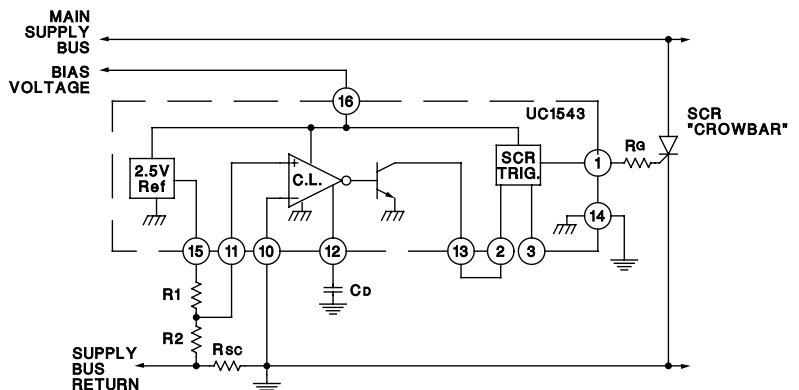 MAIN
SUPPLY
BUS
BIAS
VOLTAGE
16
UC1543
SCR
"CROWBAR"
2.5V
Ref
+
C.L.
−
SCR
TRIG.
1
RG
14
15
11
10
12
13
2
3
R1
CD
R2
RSC
SUPPLY
BUS
RETURN